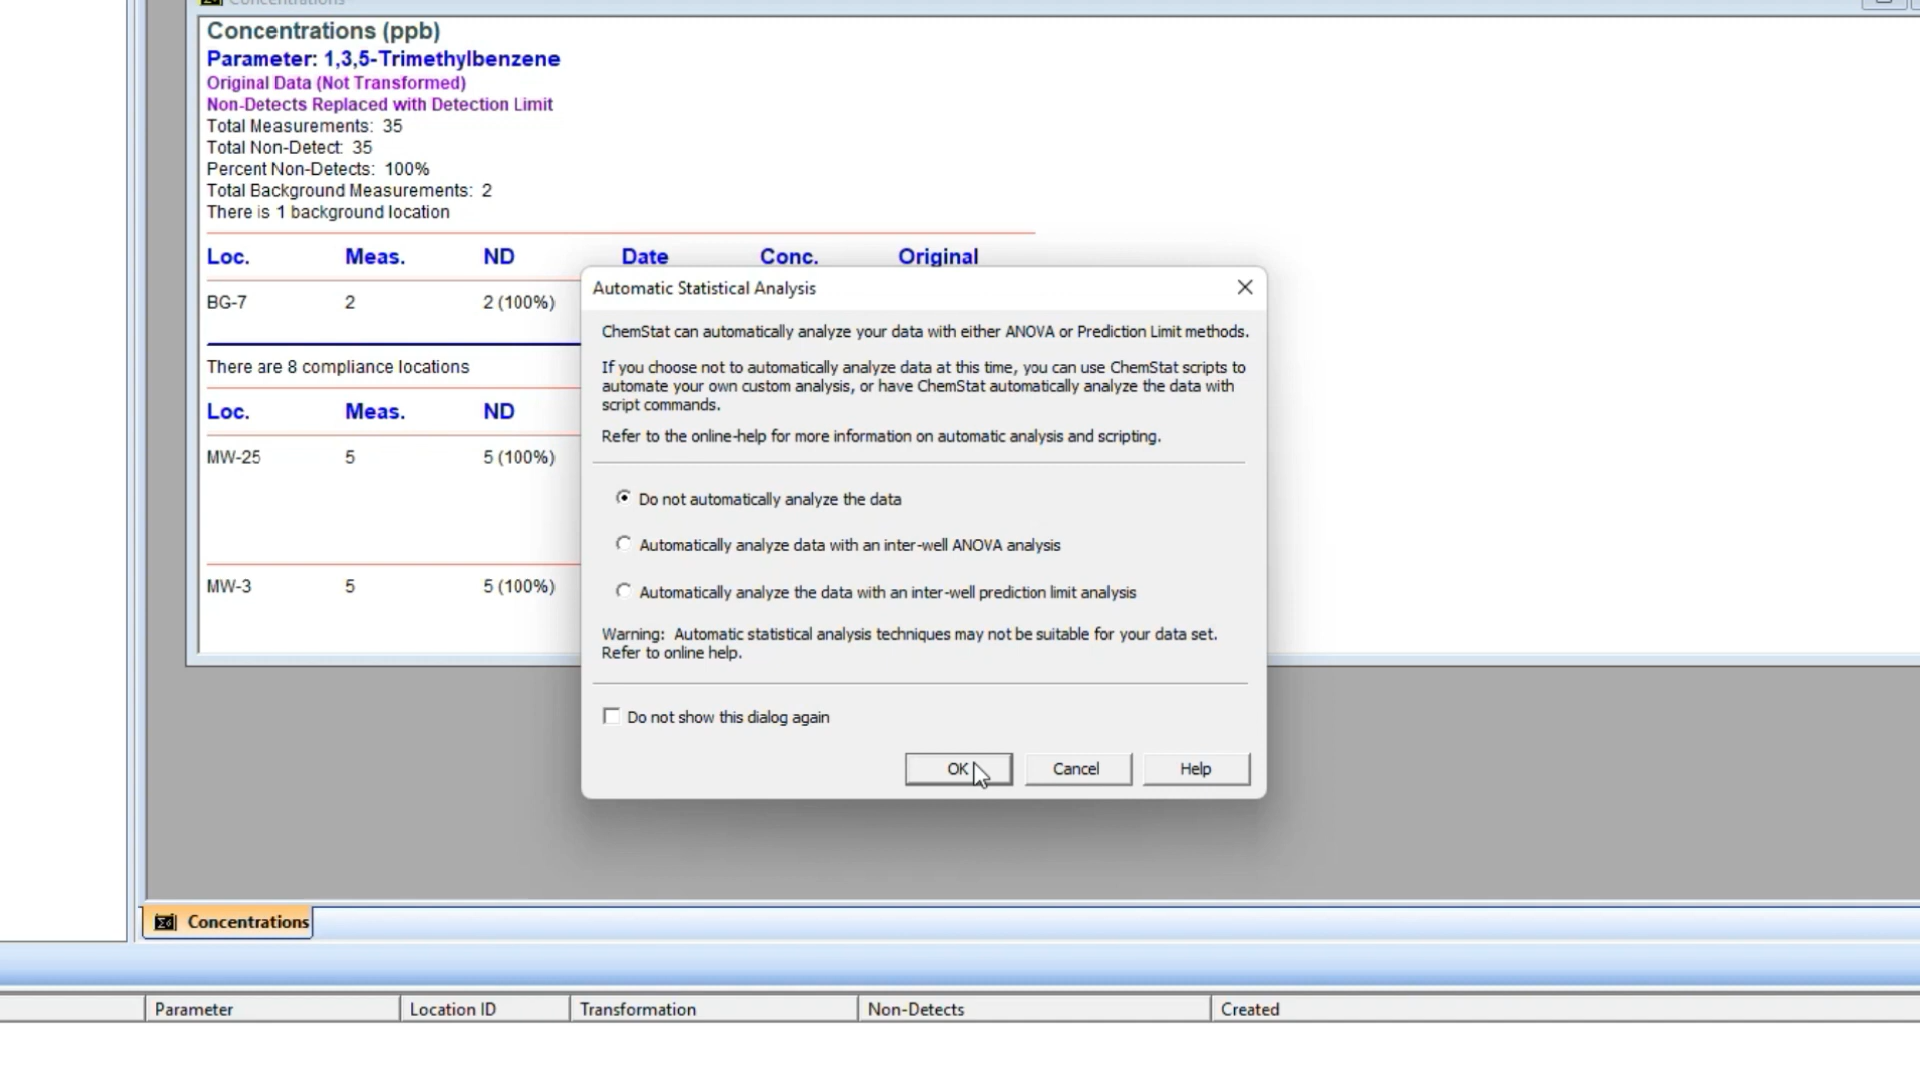 Concentrations
Concentrations (ppb)
Parameter: 1,3,5-Trimethylbenzene
Original Data (Not Transformed)
Non-Detects Replaced with Detection Limit
Total Measurements: 35
Total Non-Detect: 35
Percent Non-Detects: 100%
Total Background Measurements: 2
There is 1 background location
Loc. Meas. ND Date Conc. Original
BG-7 2 2 (100%)
There are 8 compliance locations
Loc. Meas. ND
MW-25 5 5 (100%)
MW-3 5 5 (100%)
Automatic Statistical Analysis
ChemStat can automatically analyze your data with either ANOVA or Prediction Limit methods.
If you choose not to automatically analyze data at this time, you can use ChemStat scripts to
automate your own custom analysis, or have ChemStat automatically analyze the data with
script commands.
Refer to the online-help for more information on automatic analysis and scripting.
Do not automatically analyze the data
Automatically analyze data with an inter-well ANOVA analysis
Automatically analyze the data with an inter-well prediction limit analysis
Warning: Automatic statistical analysis techniques may not be suitable for your data set.
Refer to online help.
Do not show this dialog again
OK Cancel Help
Concentrations
Parameter Location ID Transformation Non-Detects Created